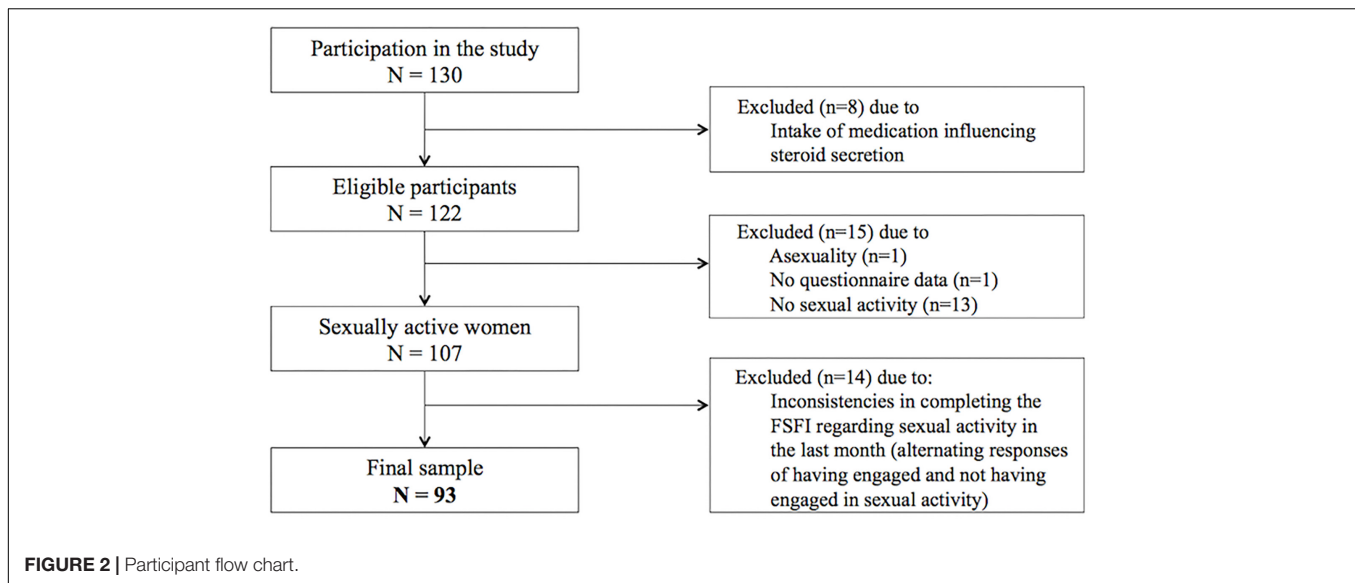 Participation in the study
N = 130
Excluded (n=8) due to
Intake of medication influencing
steroid secretion
Eligible participants
N = 122
Excluded (n=15) due to
Asexuality (n=1)
No questionnaire data (n=1)
No sexual activity (n=13)
Sexually active women
N = 107
Excluded (n=14) due to:
Inconsistencies in completing the
FSFI regarding sexual activity in
the last month (alternating responses
of having engaged and not having
engaged in sexual activity)
Final sample
N = 93
FIGURE 2 | Participant flow chart.